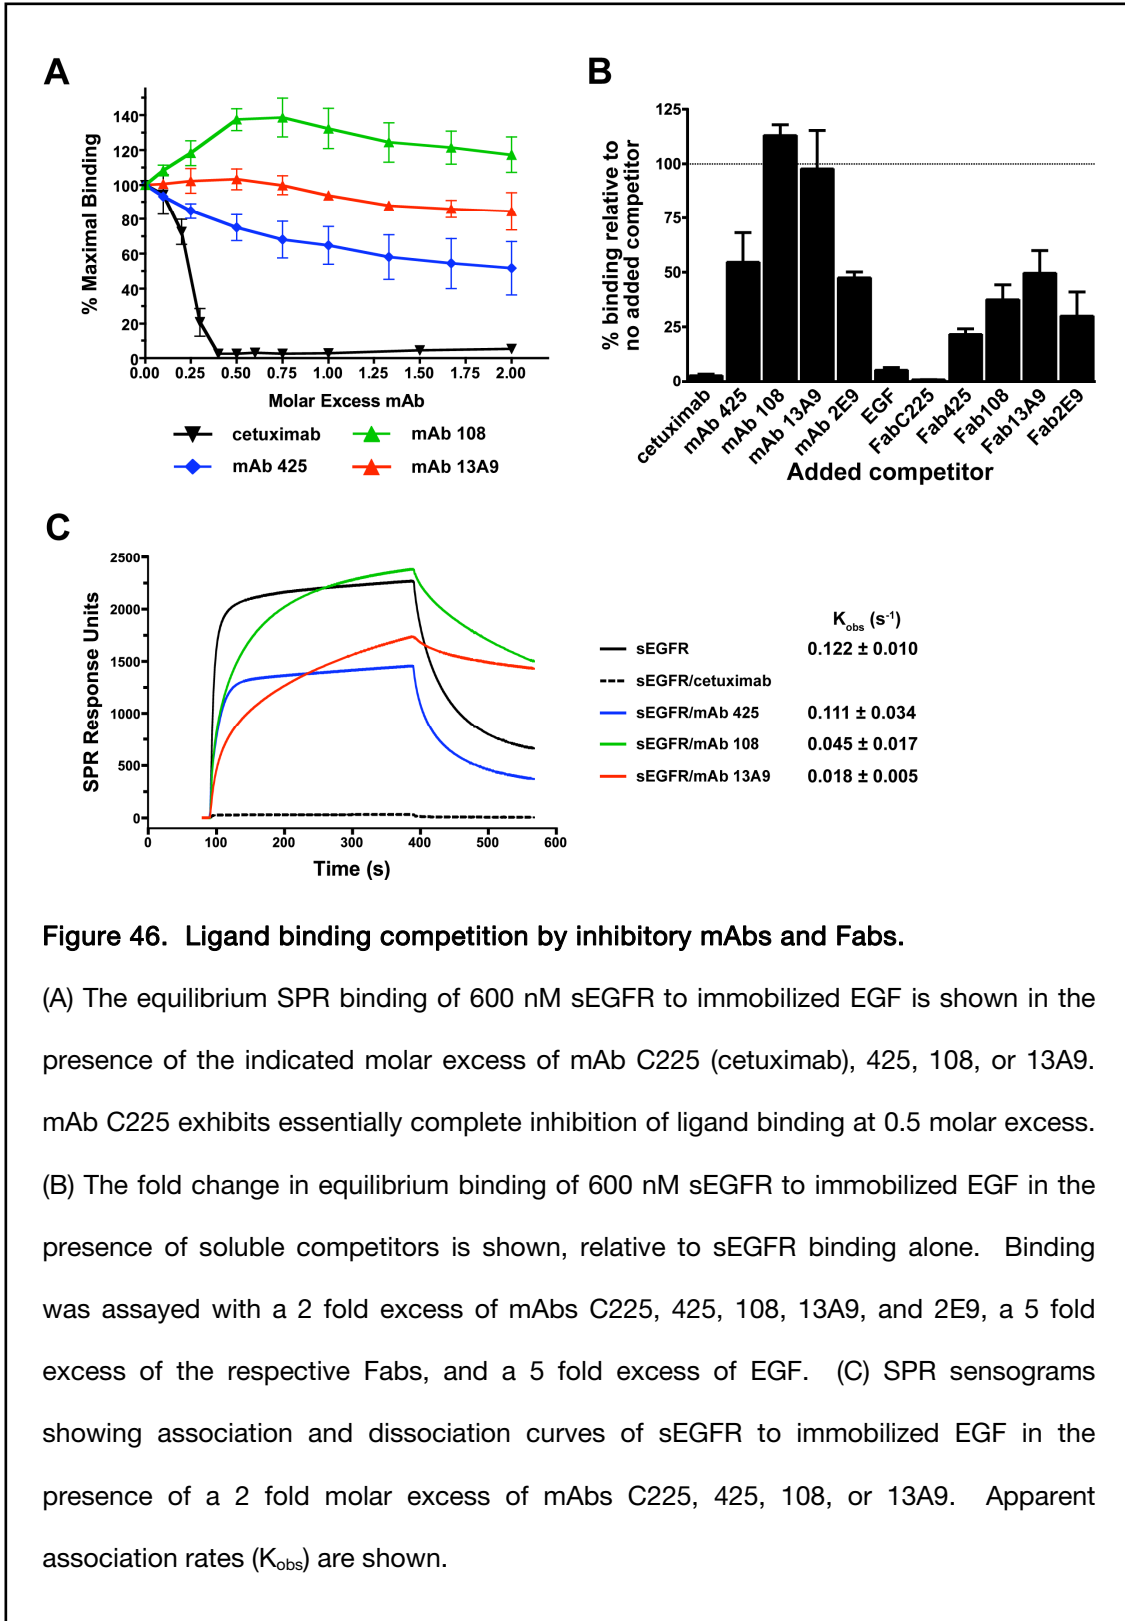 A
% Maximal Binding
140
120
100
80
60
40
20
0
0.00 0.25 0.50 0.75 1.00 1.25 1.50 1.75 2.00
Molar Excess mAb
cetuximab mAb 108
mAb 425 mAb 13A9
B
% binding relative to
no added competitor
125
100
75
50
25
0
cetuximab mAb 425 mAb 108 mAb 13A9 mAb 2E9 EGF FabC225 Fab425 Fab108 Fab13A9 Fab2E9
Added competitor
C
SPR Response Units
2500
2000
1500
1000
500
0
0 100 200 300 400 500 600
Time (s)
Kobs (s-1)
sEGFR 0.122 ± 0.010
sEGFR/cetuximab
sEGFR/mAb 425 0.111 ± 0.034
sEGFR/mAb 108 0.045 ± 0.017
sEGFR/mAb 13A9 0.018 ± 0.005
Figure 46. Ligand binding competition by inhibitory mAbs and Fabs.
(A) The equilibrium SPR binding of 600 nM sEGFR to immobilized EGF is shown in the
presence of the indicated molar excess of mAb C225 (cetuximab), 425, 108, or 13A9.
mAb C225 exhibits essentially complete inhibition of ligand binding at 0.5 molar excess.
(B) The fold change in equilibrium binding of 600 nM sEGFR to immobilized EGF in the
presence of soluble competitors is shown, relative to sEGFR binding alone. Binding
was assayed with a 2 fold excess of mAbs C225, 425, 108, 13A9, and 2E9, a 5 fold
excess of the respective Fabs, and a 5 fold excess of EGF. (C) SPR sensograms
showing association and dissociation curves of sEGFR to immobilized EGF in the
presence of a 2 fold molar excess of mAbs C225, 425, 108, or 13A9. Apparent
association rates (Kobs) are shown.